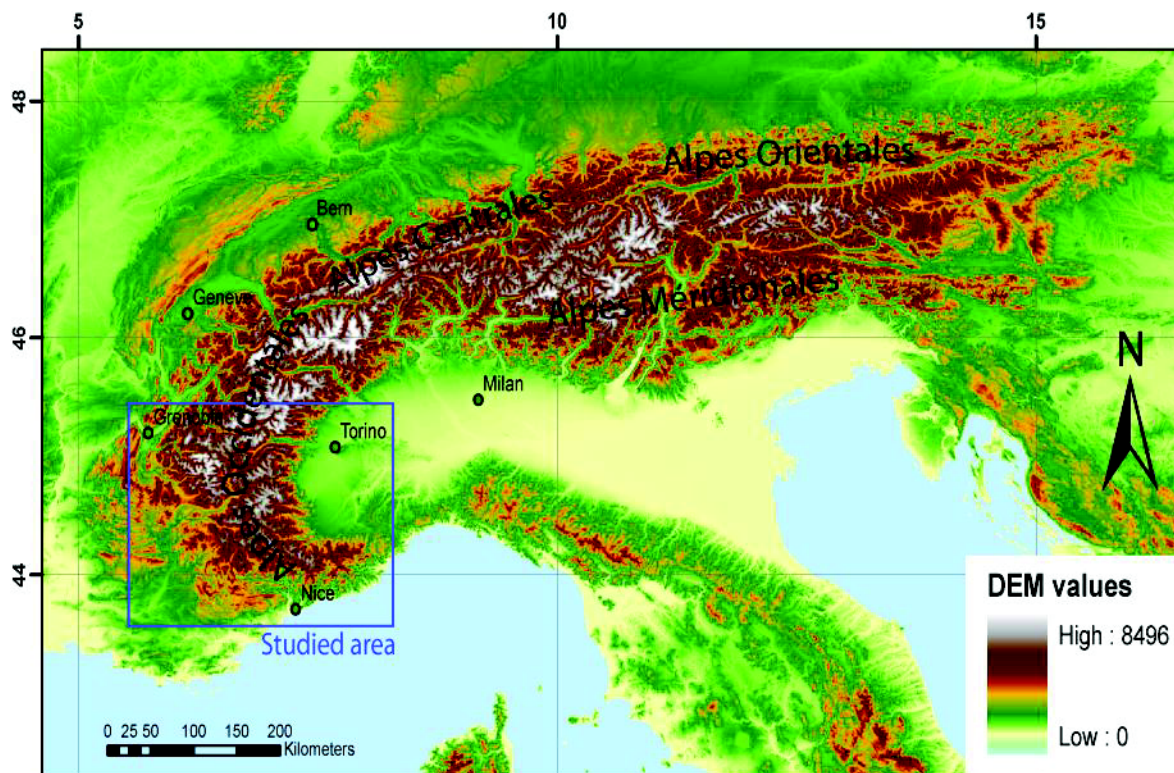 5
10
15
48
46
44
Alpes Orientales
Alpes Centrales
Alpes Méridionales
Alpes Occidentales
Bern
Geneve
Milan
Grenoble
Torino
Nice
Studied area
N
DEM values
High : 8496
Low : 0
0 25 50 100 150 200
Kilometers